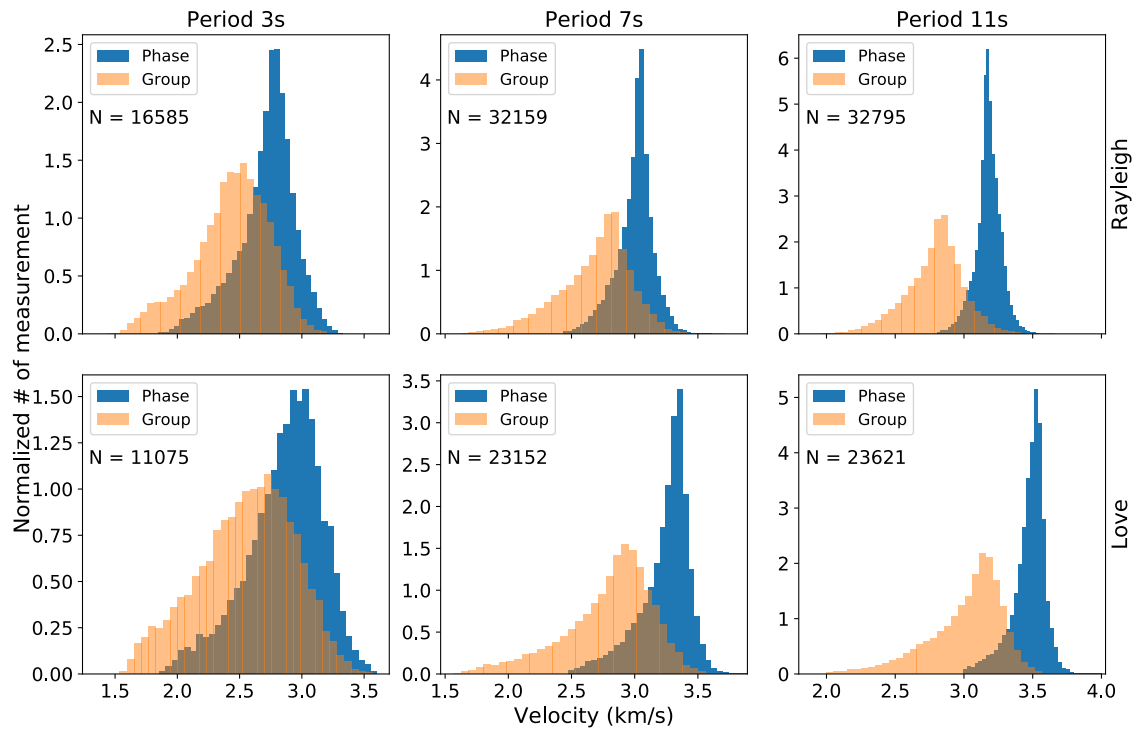 Period 3s
Period 7s
Period 11s
Normalized # of measurement
2.5
2.0
1.5
1.0
0.5
0.0
Phase
Group
N = 16585
4
3
2
1
0
Phase
Group
N = 32159
6
5
4
3
2
1
0
Phase
Group
N = 32795
Rayleigh
1.50
1.25
1.00
0.75
0.50
0.25
0.00
Phase
Group
N = 11075
1.5 2.0 2.5 3.0 3.5
3.5
3.0
2.5
2.0
1.5
1.0
0.5
0.0
Phase
Group
N = 23152
1.5 2.0 2.5 3.0 3.5
5
4
3
2
1
0
Phase
Group
N = 23621
2.0 2.5 3.0 3.5 4.0
Love
Velocity (km/s)